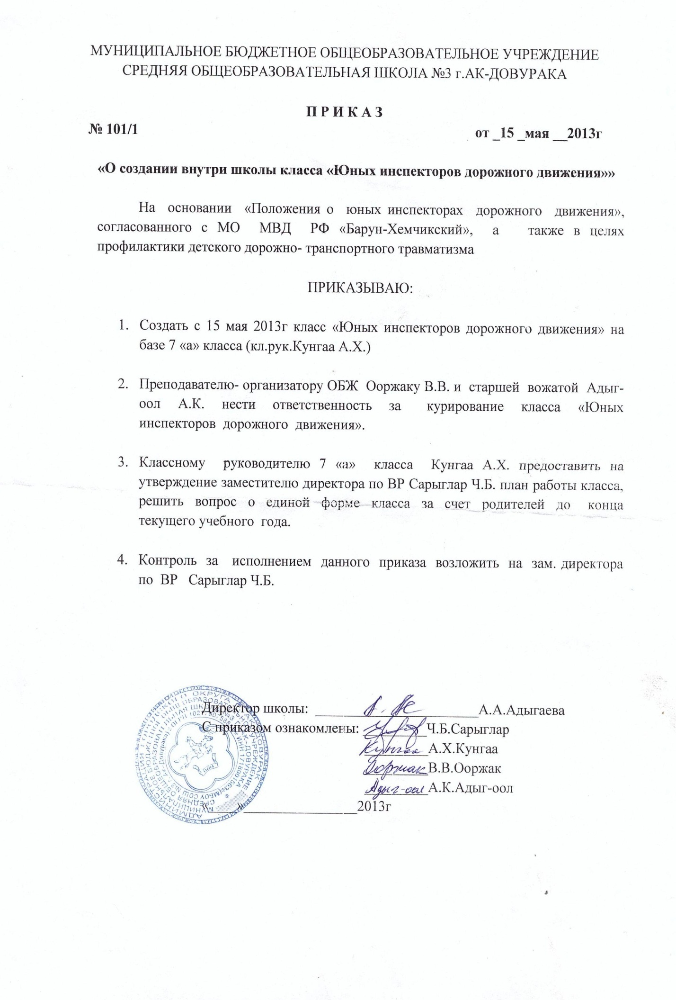 МУНИЦИПАЛЬНОЕ БЮДЖЕТНОЕ ОБЩЕОБРАЗОВАТЕЛЬНОЕ УЧРЕЖДЕНИЕ
СРЕДНЯЯ ОБЩЕОБРАЗОВАТЕЛЬНАЯ ШКОЛА №3 г.АК-ДОВУРАКА
П Р И К А З
№ 101/1 от _15 _мая __2013г
«О создании внутри школы класса «Юных инспекторов дорожного движения»»
На основании «Положения о юных инспекторах дорожного движения»,
согласованного с МО МВД РФ «Барун-Хемчикский», а также в целях
профилактики детского дорожно- транспортного травматизма
ПРИКАЗЫВАЮ:
1. Создать с 15 мая 2013г класс «Юных инспекторов дорожного движения» на
базе 7 «а» класса (кл.рук.Кунгаа А.Х.)
2. Преподавателю- организатору ОБЖ Ооржаку В.В. и старшей вожатой Адыг-
оол А.К. нести ответственность за курирование класса «Юных
инспекторов дорожного движения».
3. Классному руководителю 7 «а» класса Кунгаа А.Х. предоставить на
утверждение заместителю директора по ВР Сарыглар Ч.Б. план работы класса,
решить вопрос о единой форме класса за счет родителей до конца
текущего учебного года.
4. Контроль за исполнением данного приказа возложить на зам. директора
по ВР Сарыглар Ч.Б.
Директор школы: ______ А.А.Адыгаева
С приказом ознакомлены: ______ Ч.Б.Сарыглар
Кунгаа А.Х.Кунгаа
Ооржак В.В.Ооржак
Адыг-оол А.К.Адыг-оол
«____»________________2013г